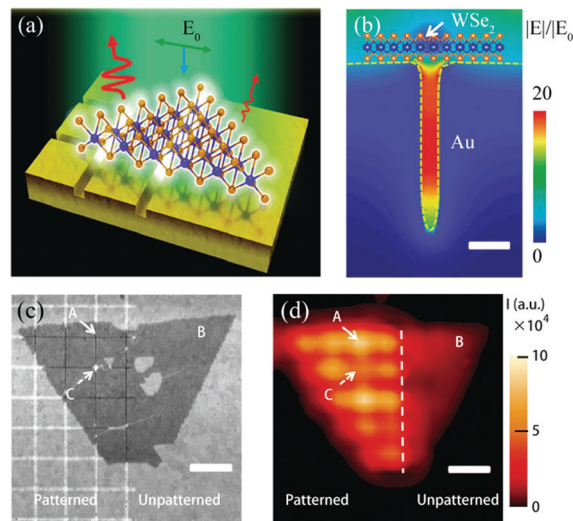 (a)
E₀
(b)
WSe₂
|E|/|E₀
20
Au
0
(c)
A
B
C
Patterned
Unpatterned
(d)
A
B
C
Patterned
Unpatterned
I (a.u.)
×10⁴
10
5
0